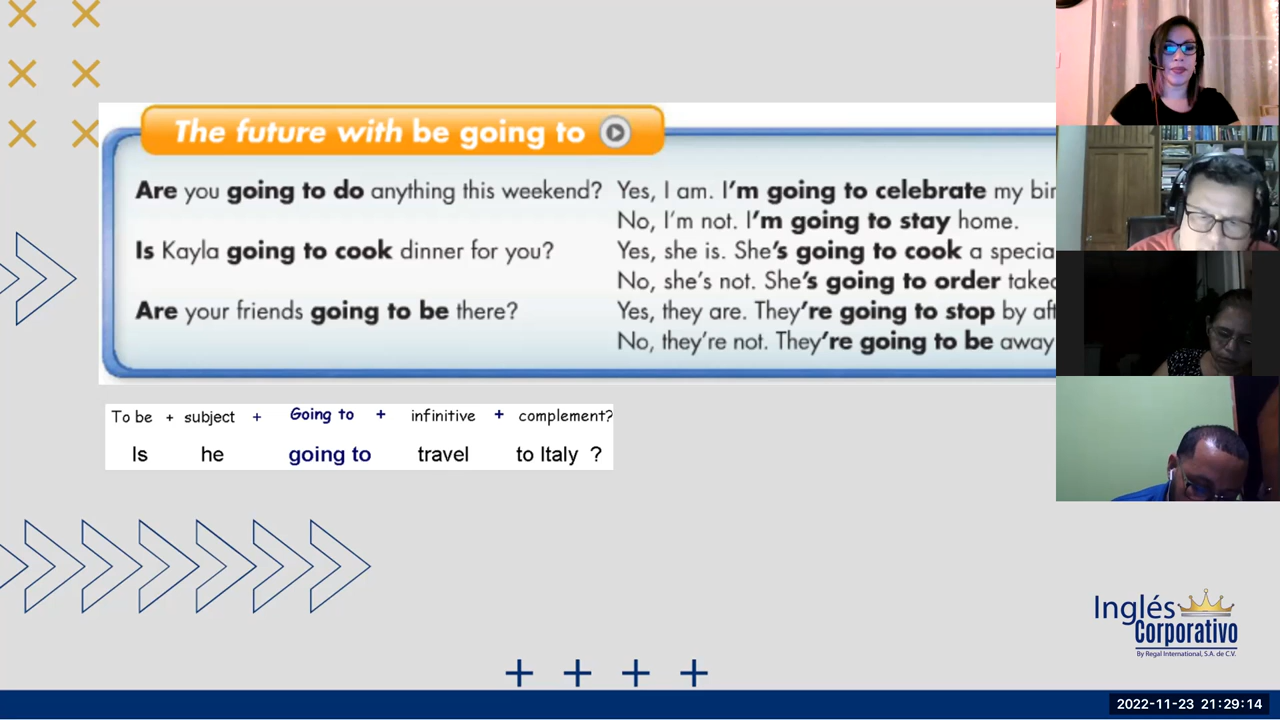 The future with be going to
Are you going to do anything this weekend? Yes, I am. I'm going to celebrate my
No, I'm not. I'm going to stay home.
Is Kayla going to cook dinner for you? Yes, she is. She's going to cook a
No, she's not. She's going to order
Are your friends going to be there? Yes, they are. They're going to stop by
No, they're not. They're going to be away
To be + subject + Going to + infinitive + complement?
Is he going to travel to Italy ?
Inglés
Corporativo
By Regal International, S.A. de C.V.
2022-11-23 21:29:14